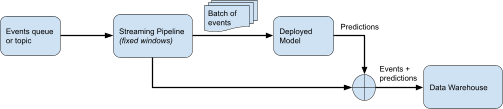 Events queue
or topic
Streaming Pipeline
(fixed windows)
Batch of
events
Deployed
Model
Predictions
Events +
predictions
Data Warehouse